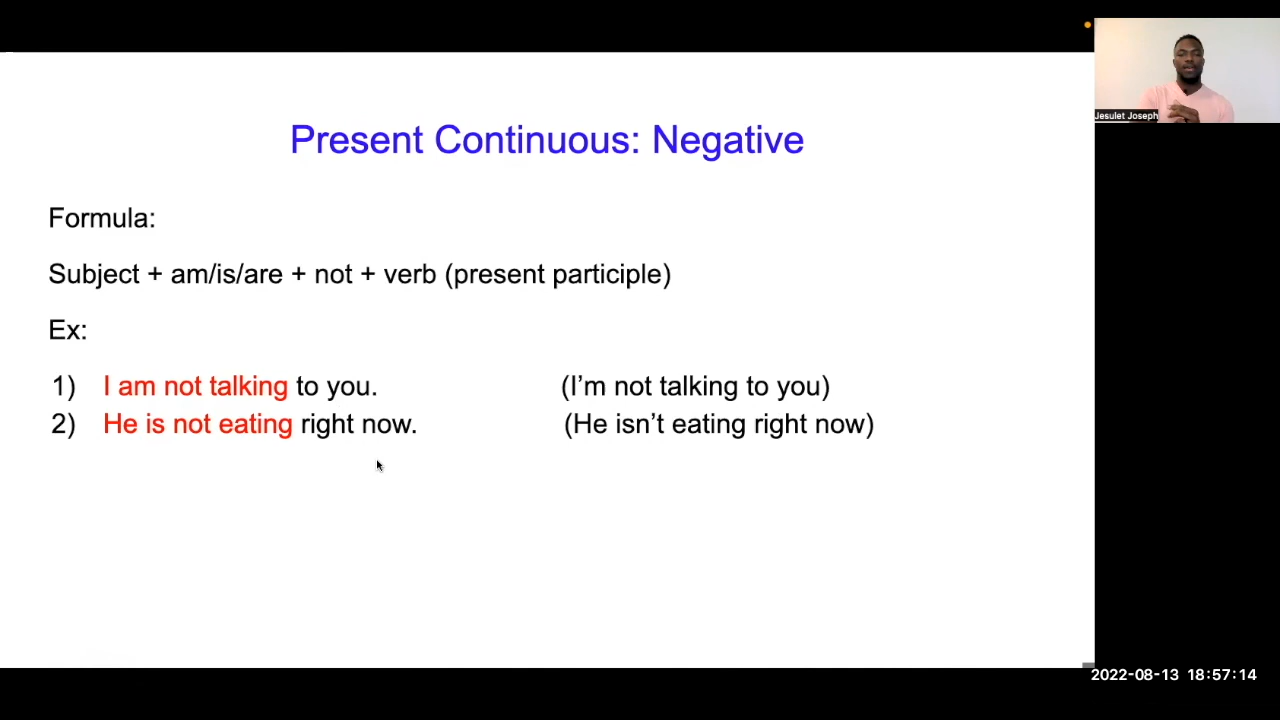 Present Continuous: Negative
Jesulet Joseph
Formula:
Subject + am/is/are + not + verb (present participle)
Ex:
1) I am not talking to you. (I’m not talking to you)
2) He is not eating right now. (He isn’t eating right now)
2022-08-13 18:57:14